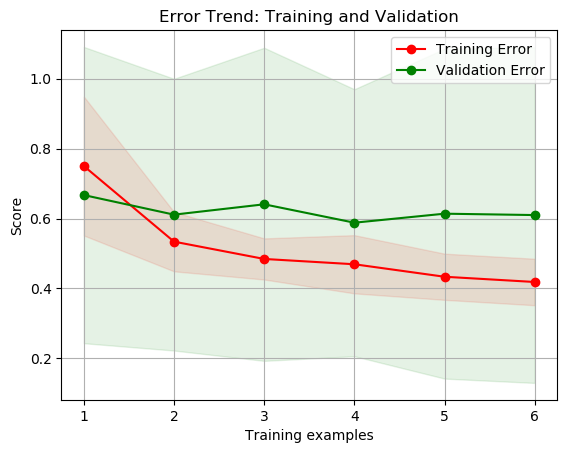 Error Trend: Training and Validation
Training Error
Validation Error
Score
1.0
0.8
0.6
0.4
0.2
1 2 3 4 5 6
Training examples